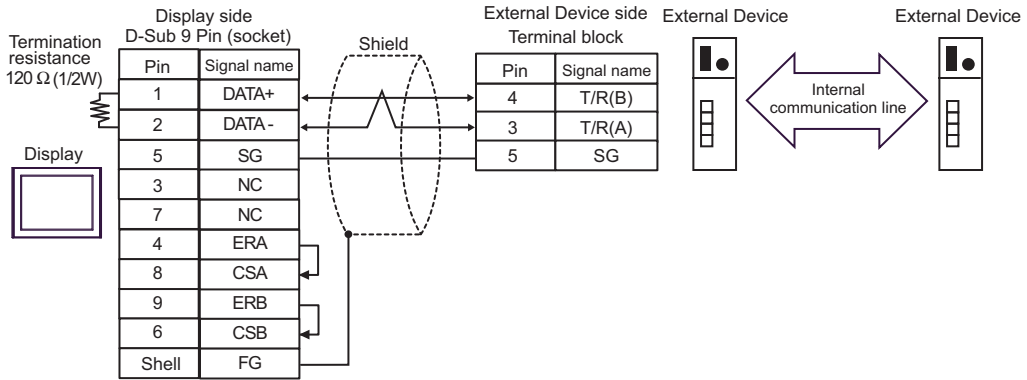 Display side
D-Sub 9 Pin (socket)
External Device side
Terminal block
External Device
External Device
Termination
resistance
120 Ω (1/2W)
Shield
Pin Signal name
1 DATA+
2 DATA-
5 SG
3 NC
7 NC
4 ERA
8 CSA
9 ERB
6 CSB
Shell FG
Pin Signal name
4 T/R(B)
3 T/R(A)
5 SG
Internal
communication line
Display